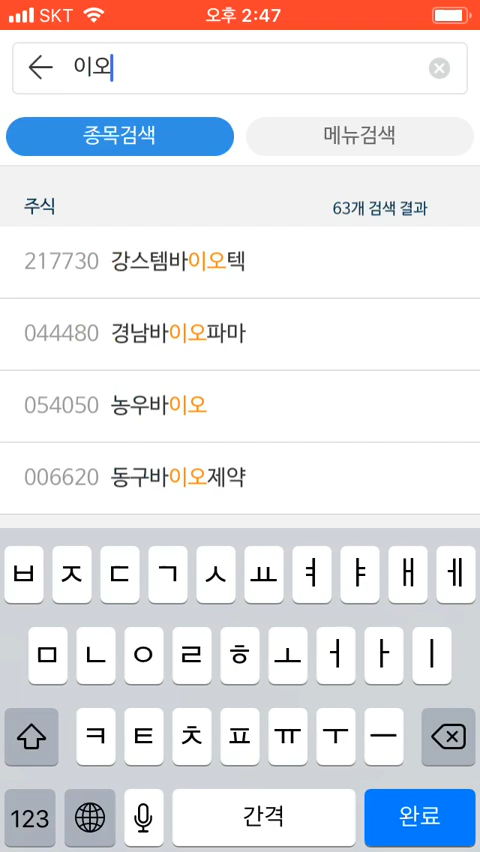 SKT 오후 2:47
이오
종목검색 메뉴검색
주식 63개 검색 결과
217730 강스템바이오텍
044480 경남바이오파마
054050 농우바이오
006620 동구바이오제약
ㅂ ㅈ ㄷ ㄱ ㅅ ㅛ ㅕ ㅑ ㅐ ㅔ
ㅁ ㄴ ㅇ ㄹ ㅎ ㅗ ㅓ ㅏ ㅣ
ㅋ ㅌ ㅊ ㅍ ㅠ ㅜ ㅡ
123 간격 완료